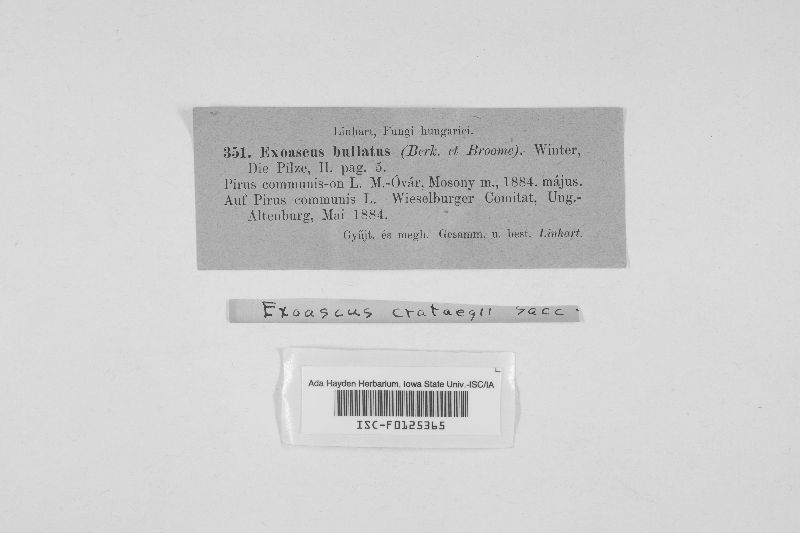 Linhart, Fungi hungarici.
351. Exoascus bullatus (Berk. et Broome). Winter,
Die Pilze, II. pag. 5.
Pirus communis-on L. M.-Óvár, Mosony m., 1884. május.
Auf Pirus communis L. Wieselburger Comitat, Ung.-
Altenburg, Mai 1884.
Gyűjt. és megh. Gesamm. u. best. Linhart.
Exoascus crataegii sacc.
Ada Hayden Herbarium, Iowa State Univ.-ISC/IA
ISC-F0125365